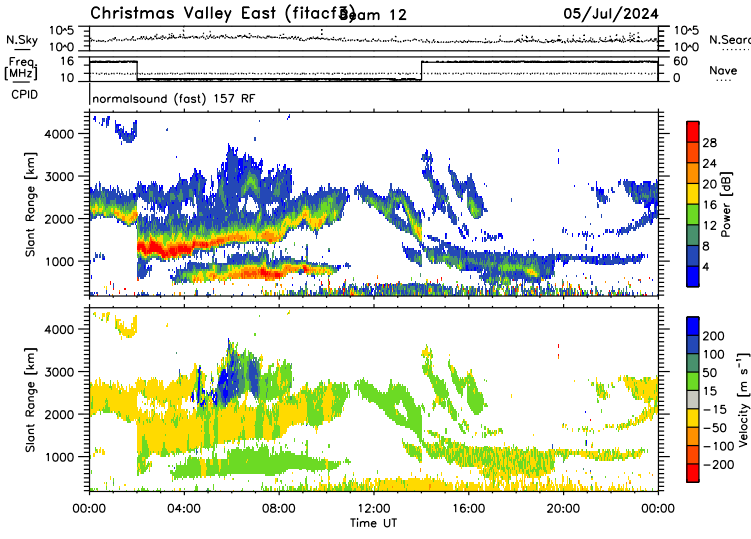 Christmas Valley East (fitacf3) Beam 12 05/Jul/2024
N.Sky 10^5 10^0 10^5 10^0 N.Sear
Freq. [MHz] 16 10 60 0 Nave
CPID normalsound (fast) 157 RF
Slant Range [km] 4000 3000 2000 1000
Power [dB] 28 24 20 16 12 8 4
Slant Range [km] 4000 3000 2000 1000
Velocity [m s⁻¹] 200 100 50 15 -15 -50 -100 -200
00:00 04:00 08:00 12:00 16:00 20:00 00:00
Time UT